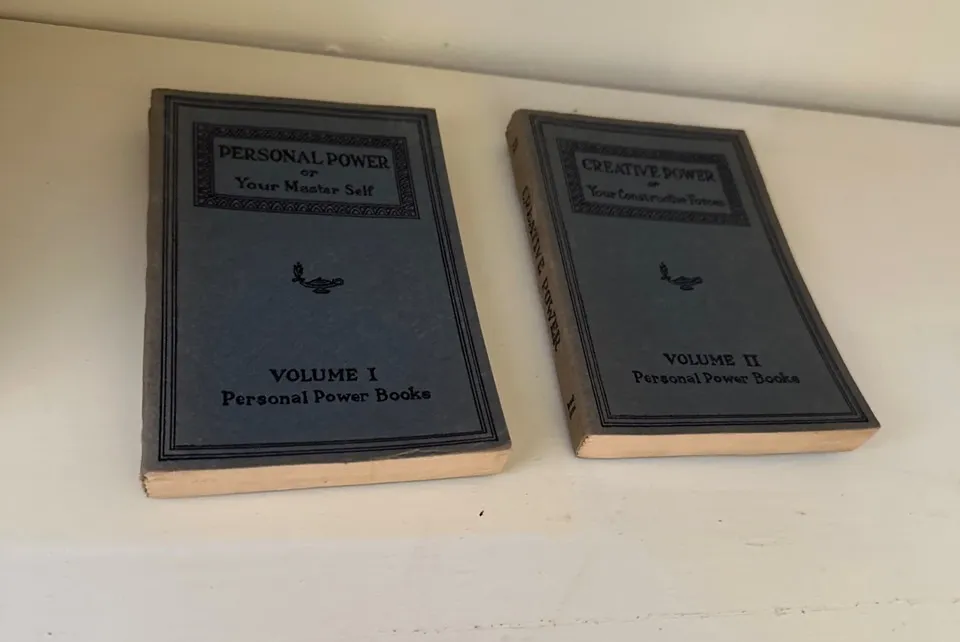 PERSONAL POWER
or
Your Master Self
VOLUME I
Personal Power Books
CREATIVE POWER
or
Your Constructive Forces
VOLUME II
Personal Power Books
II
CREATIVE POWER
II